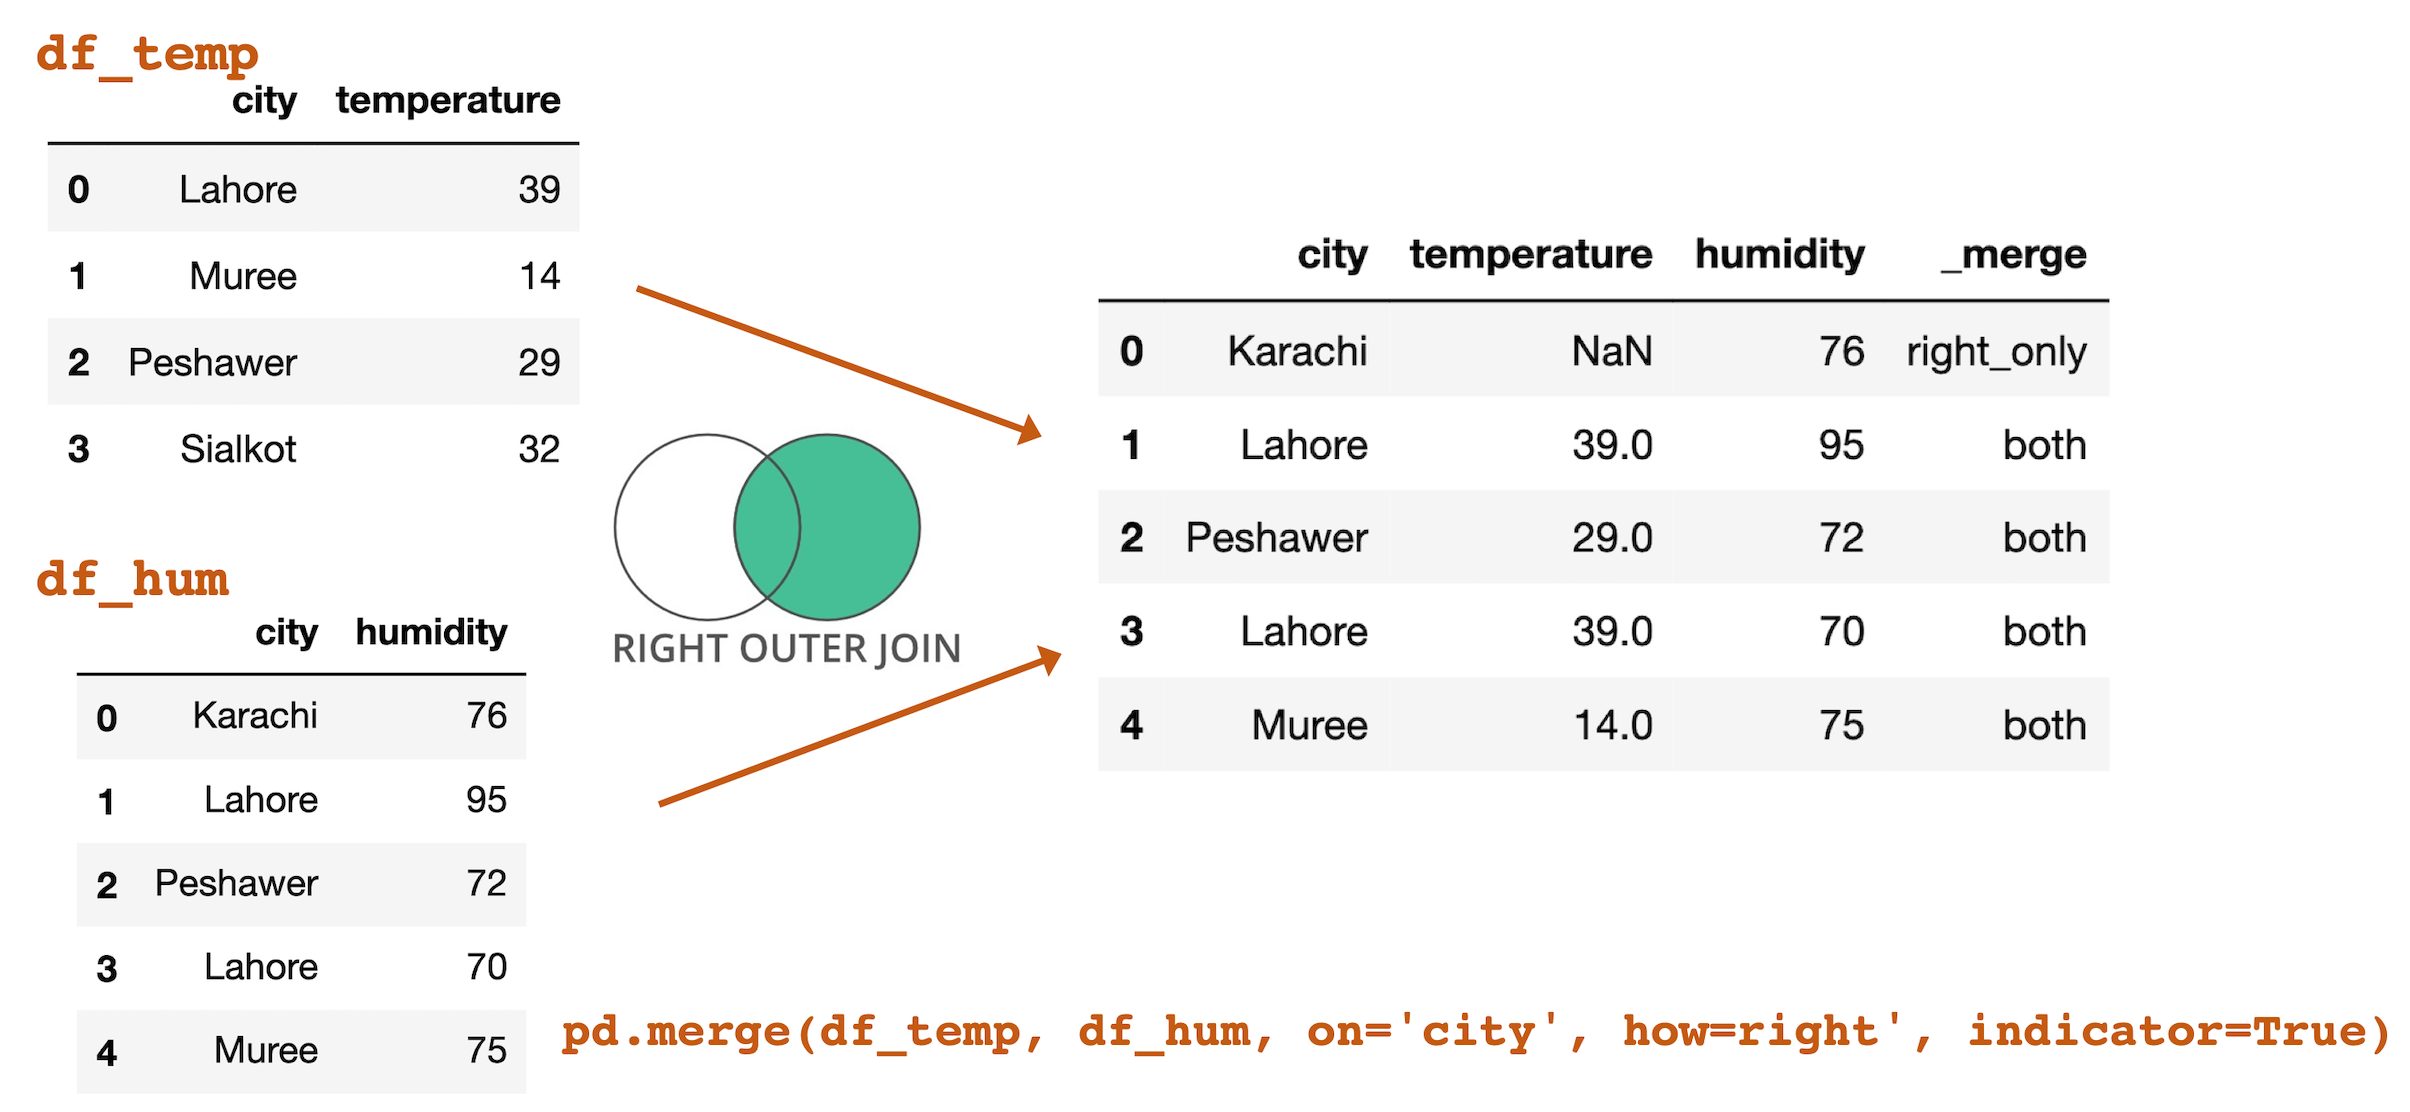 df_temp
city temperature
0 Lahore 39
1 Muree 14
2 Peshawer 29
3 Sialkot 32
df_hum
city humidity
0 Karachi 76
1 Lahore 95
2 Peshawer 72
3 Lahore 70
4 Muree 75
RIGHT OUTER JOIN
city temperature humidity _merge
0 Karachi NaN 76 right_only
1 Lahore 39.0 95 both
2 Peshawer 29.0 72 both
3 Lahore 39.0 70 both
4 Muree 14.0 75 both
pd.merge(df_temp, df_hum, on='city', how=right', indicator=True)